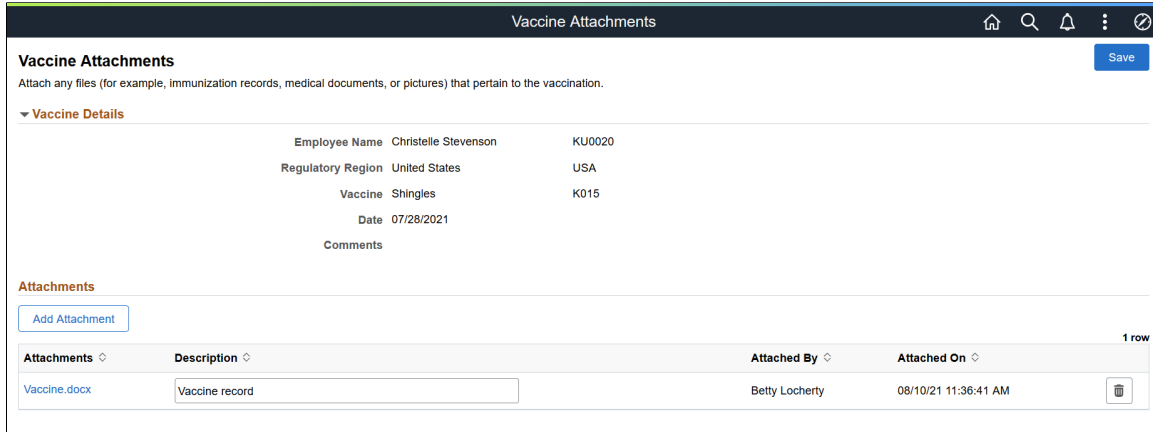 Vaccine Attachments
Vaccine Attachments
Save
Attach any files (for example, immunization records, medical documents, or pictures) that pertain to the vaccination.
Vaccine Details
Employee Name Christelle Stevenson KU0020
Regulatory Region United States USA
Vaccine Shingles K015
Date 07/28/2021
Comments
Attachments
Add Attachment
1 row
Attachments Description Attached By Attached On
Vaccine.docx Vaccine record Betty Locherty 08/10/21 11:36:41 AM